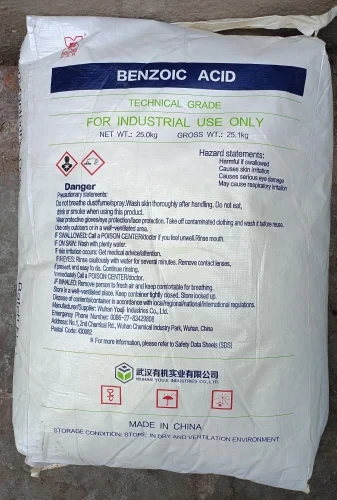 BENZOIC ACID
TECHNICAL GRADE
FOR INDUSTRIAL USE ONLY
NET WT.: 25.0kg GROSS WT.: 25.1kg
Hazard statements:
Harmful if swallowed
Causes skin irritation
Causes serious eye damage
May cause respiratory irritation
Danger
Precautionary statements:
Do not breathe dust/fume/spray. Wash skin thoroughly after handling. Do not eat,
drink or smoke when using this product.
Wear protective gloves/eye protection/face protection. Take off contaminated clothing and wash it before reuse.
Use only outdoors or in a well-ventilated area.
IF SWALLOWED: Call a POISON CENTER/doctor if you feel unwell. Rinse mouth.
IF ON SKIN: Wash with plenty water.
If skin irritation occurs: Get medical advice/attention.
IF IN EYES: Rinse cautiously with water for several minutes. Remove contact lenses,
if present and easy to do. Continue rinsing.
Immediately Call a POISON CENTER/doctor.
IF INHALED: Remove person to fresh air and keep comfortable for breathing.
Store in a well-ventilated place. Keep container tightly closed. Store locked up.
Dispose of contents/container in accordance with local/regional/national/international regulations.
Manufacturer/Supplier: Wuhan Youji Industries Co., Ltd.
Emergency Phone Number: 0086-27-83429808
Address: No.1, 2nd Chemical Rd., Wuhan Chemical Industry Park, Wuhan, China
Postal Code: 430082
※ For more information, please refer to Safety Data Sheets (SDS)
武汉有机实业有限公司
WUHAN YOUJI INDUSTRIES CO., LTD.
MADE IN CHINA
STORAGE CONDITION: STORE IN DRY AND VENTILATION ENVIRONMENT